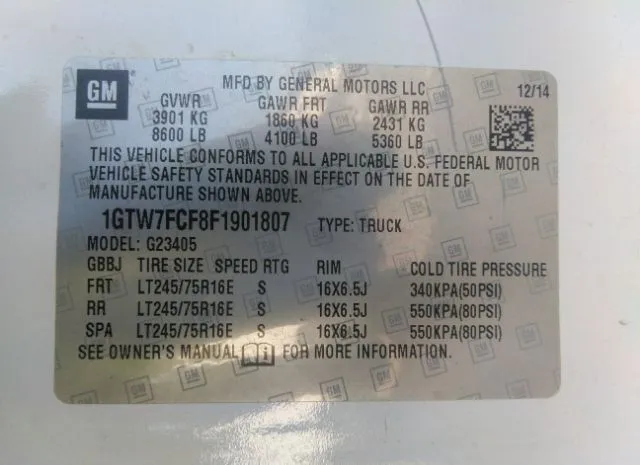 GM
MFD BY GENERAL MOTORS LLC
12/14
GVWR GAWR FRT GAWR RR
3901 KG 1860 KG 2431 KG
8600 LB 4100 LB 5360 LB
THIS VEHICLE CONFORMS TO ALL APPLICABLE U.S. FEDERAL MOTOR
VEHICLE SAFETY STANDARDS IN EFFECT ON THE DATE OF
MANUFACTURE SHOWN ABOVE.
1GTW7FCF8F1901807 TYPE: TRUCK
MODEL: G23405
GBBJ TIRE SIZE SPEED RTG RIM COLD TIRE PRESSURE
FRT LT245/75R16E S 16X6.5J 340KPA(50PSI)
RR LT245/75R16E S 16X6.5J 550KPA(80PSI)
SPA LT245/75R16E S 16X6.5J 550KPA(80PSI)
SEE OWNER'S MANUAL FOR MORE INFORMATION.